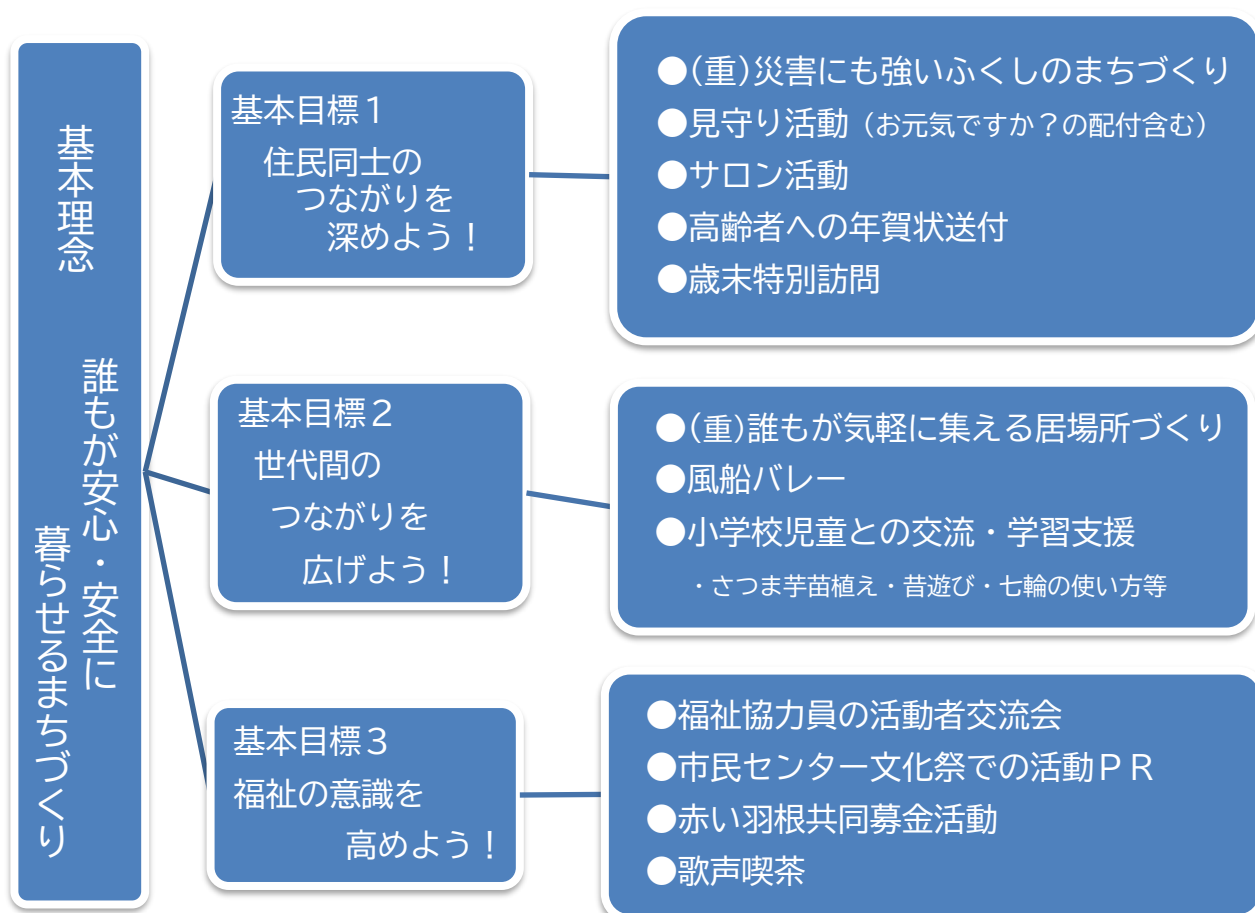 基本理念
誰もが安心・安全に
暮らせるまちづくり
基本目標１
住民同士の
つながりを
深めよう！
●(重)災害にも強いふくしのまちづくり
●見守り活動（お元気ですか？の配付含む）
●サロン活動
●高齢者への年賀状送付
●歳末特別訪問
基本目標２
世代間の
つながりを
広げよう！
●(重)誰もが気軽に集える居場所づくり
●風船バレー
●小学校児童との交流・学習支援
・さつま芋苗植え・昔遊び・七輪の使い方等
基本目標３
福祉の意識を
高めよう！
●福祉協力員の活動者交流会
●市民センター文化祭での活動ＰＲ
●赤い羽根共同募金活動
●歌声喫茶